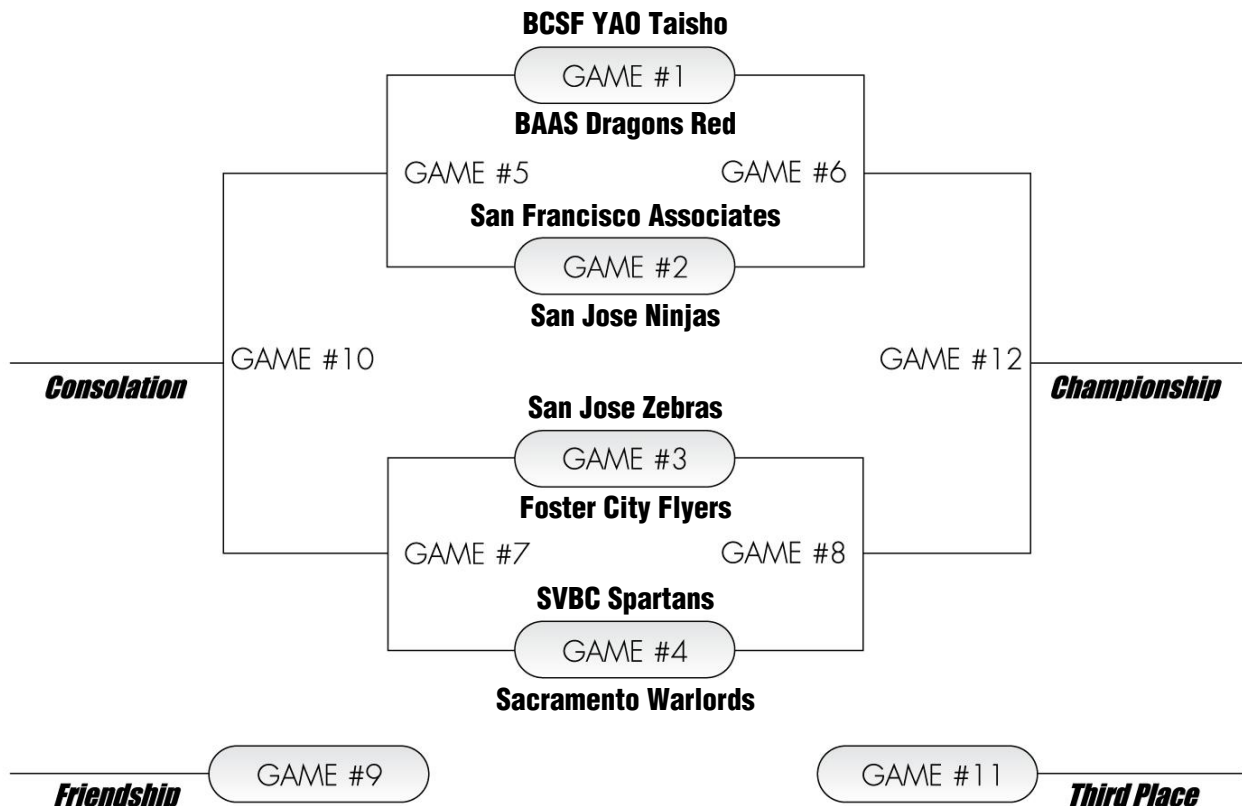 BCSF YAO Taisho
GAME #1
BAAS Dragons Red
GAME #5
GAME #6
San Francisco Associates
GAME #2
San Jose Ninjas
GAME #10
GAME #12
Consolation
Championship
San Jose Zebras
GAME #3
Foster City Flyers
GAME #7
GAME #8
SVBC Spartans
GAME #4
Sacramento Warlords
GAME #9
GAME #11
Friendship
Third Place